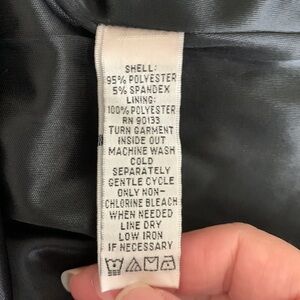 SHELL:
95% POLYESTER
5% SPANDEX
LINING:
100% POLYESTER
RN 90133
TURN GARMENT
INSIDE OUT
MACHINE WASH
COLD
SEPARATELY
GENTLE CYCLE
ONLY NON-
CHLORINE BLEACH
WHEN NEEDED
LINE DRY
LOW IRON
IF NECESSARY